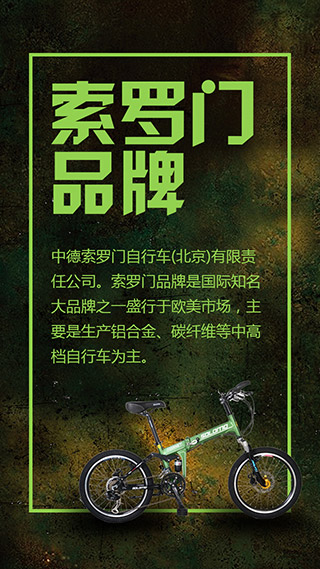 索罗门
品牌
中德索罗门自行车(北京)有限责
任公司。索罗门品牌是国际知名
大品牌之一盛行于欧美市场，主
要是生产铝合金、碳纤维等中高
档自行车为主。
SOLOMO